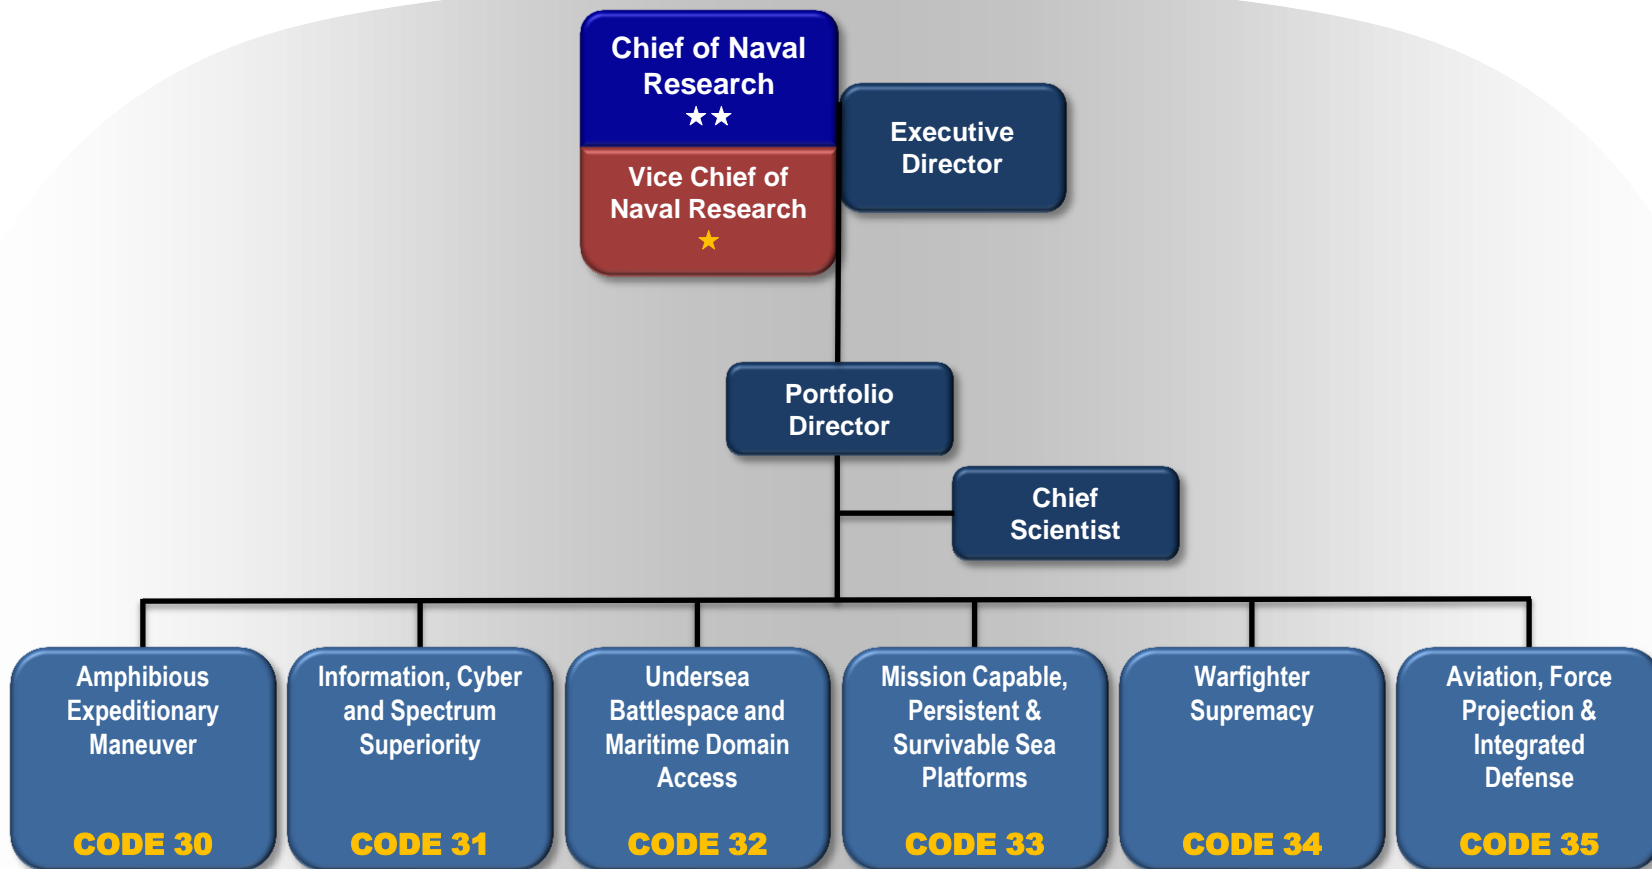 Chief of Naval
Research
★★
Vice Chief of
Naval Research
★
Executive
Director
Portfolio
Director
Chief
Scientist
Amphibious
Expeditionary
Maneuver
CODE 30
Information, Cyber
and Spectrum
Superiority
CODE 31
Undersea
Battlespace and
Maritime Domain
Access
CODE 32
Mission Capable,
Persistent &
Survivable Sea
Platforms
CODE 33
Warfighter
Supremacy
CODE 34
Aviation, Force
Projection &
Integrated
Defense
CODE 35